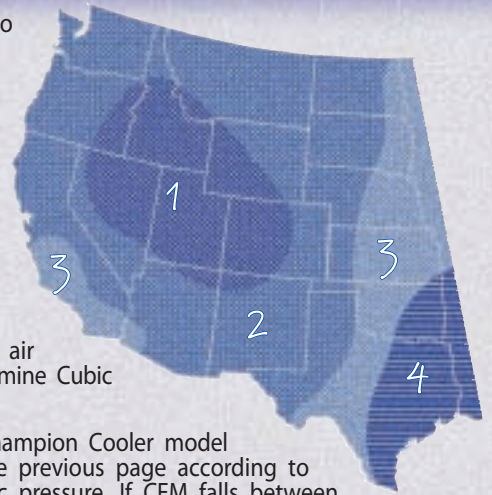 o
1
3
3
2
air
4
mine Cubic
hampion Cooler model
e previous page according to
c pressure. If CFM falls between